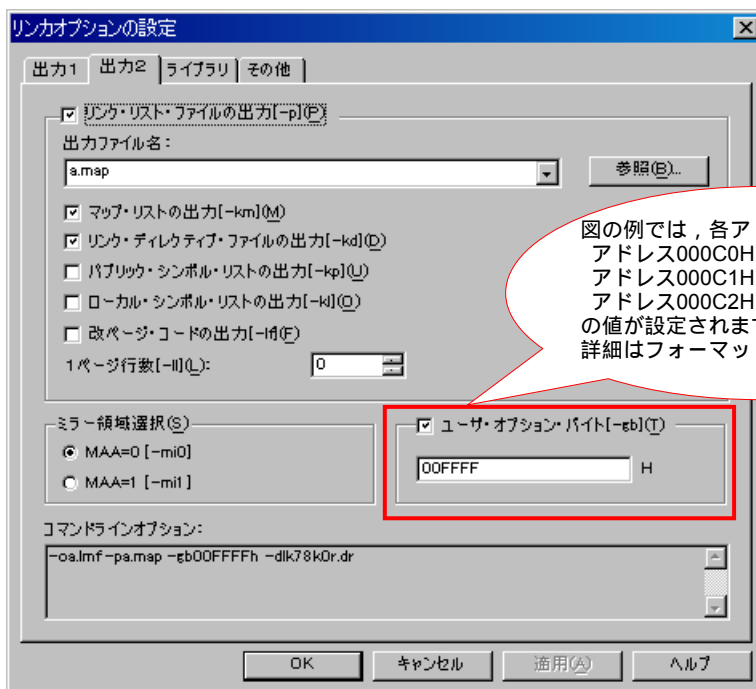 リンカオプションの設定
出力1 出力2 ライブラリ その他
リンク・リスト・ファイルの出力[-p](P)
出力ファイル名：
a.map
参照(B)...
マップ・リストの出力[-km](M)
リンク・ディレクティブ・ファイルの出力[-kd](D)
パブリック・シンボル・リストの出力[-kp](U)
ローカル・シンボル・リストの出力[-kl](O)
改ページ・コードの出力[-lf](F)
1ページ行数[-ll](L): 0
図の例では，各ア
アドレス000C0H
アドレス000C1H
アドレス000C2H
の値が設定されます
詳細はフォーマッ
ミラー領域選択(S)
MAA=0 [-mi0]
MAA=1 [-mi1]
ユーザ・オプション・バイト[-gb](T)
00FFFF H
コマンドラインオプション：
-oa.lmf -pa.map -gb00FFFFh -dlk78k0r.dr
OK キャンセル 適用(A) ヘルプ